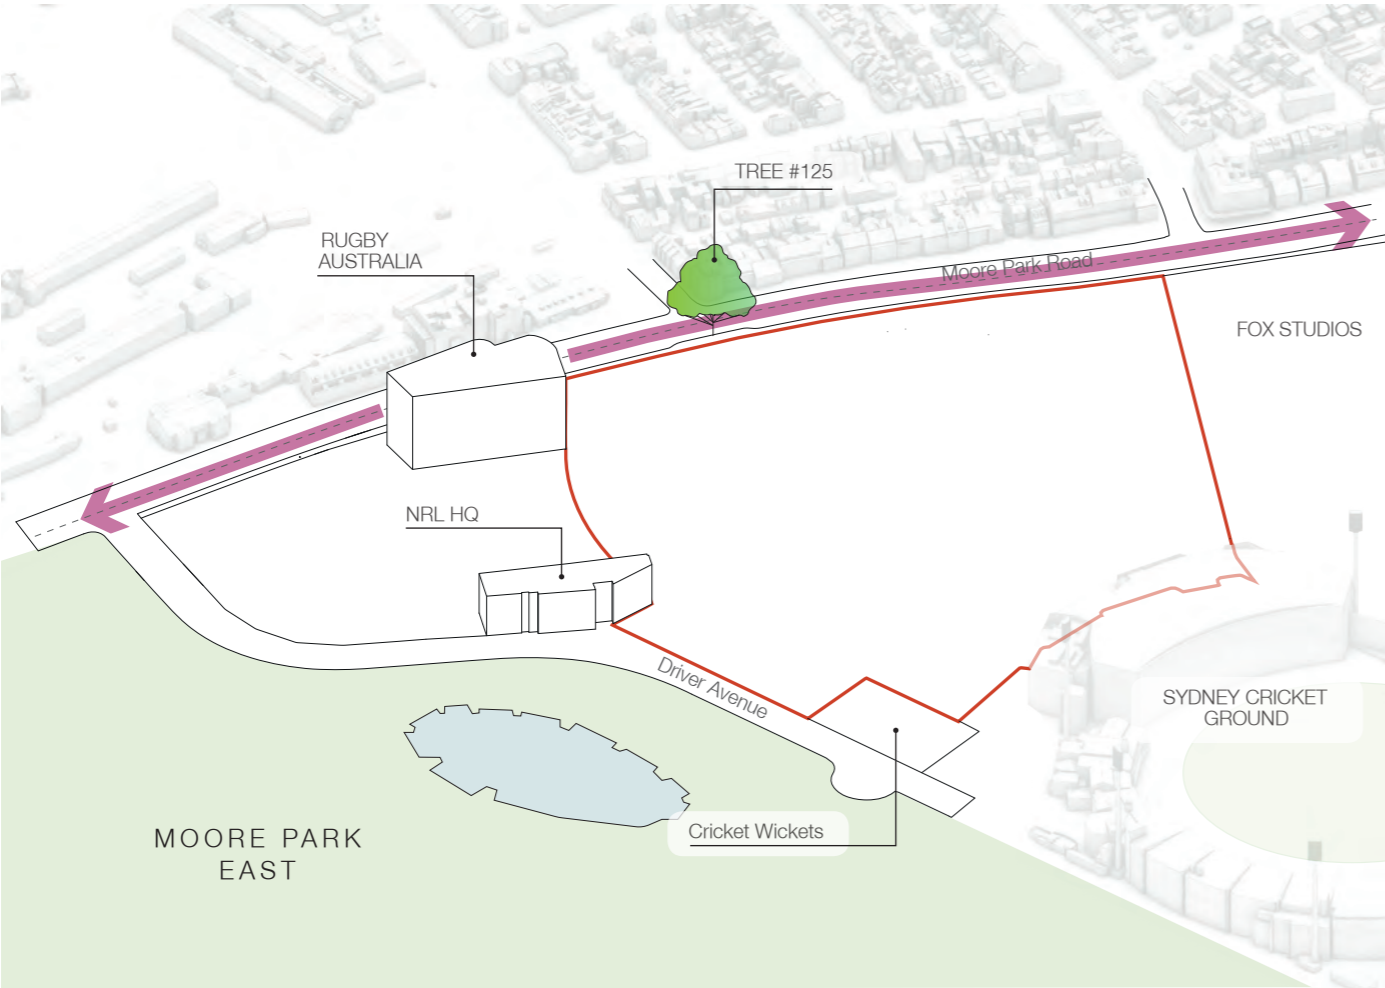 TREE #125
RUGBY
AUSTRALIA
Moore Park Road
FOX STUDIOS
NRL HQ
Driver Avenue
SYDNEY CRICKET
GROUND
Cricket Wickets
MOORE PARK
EAST